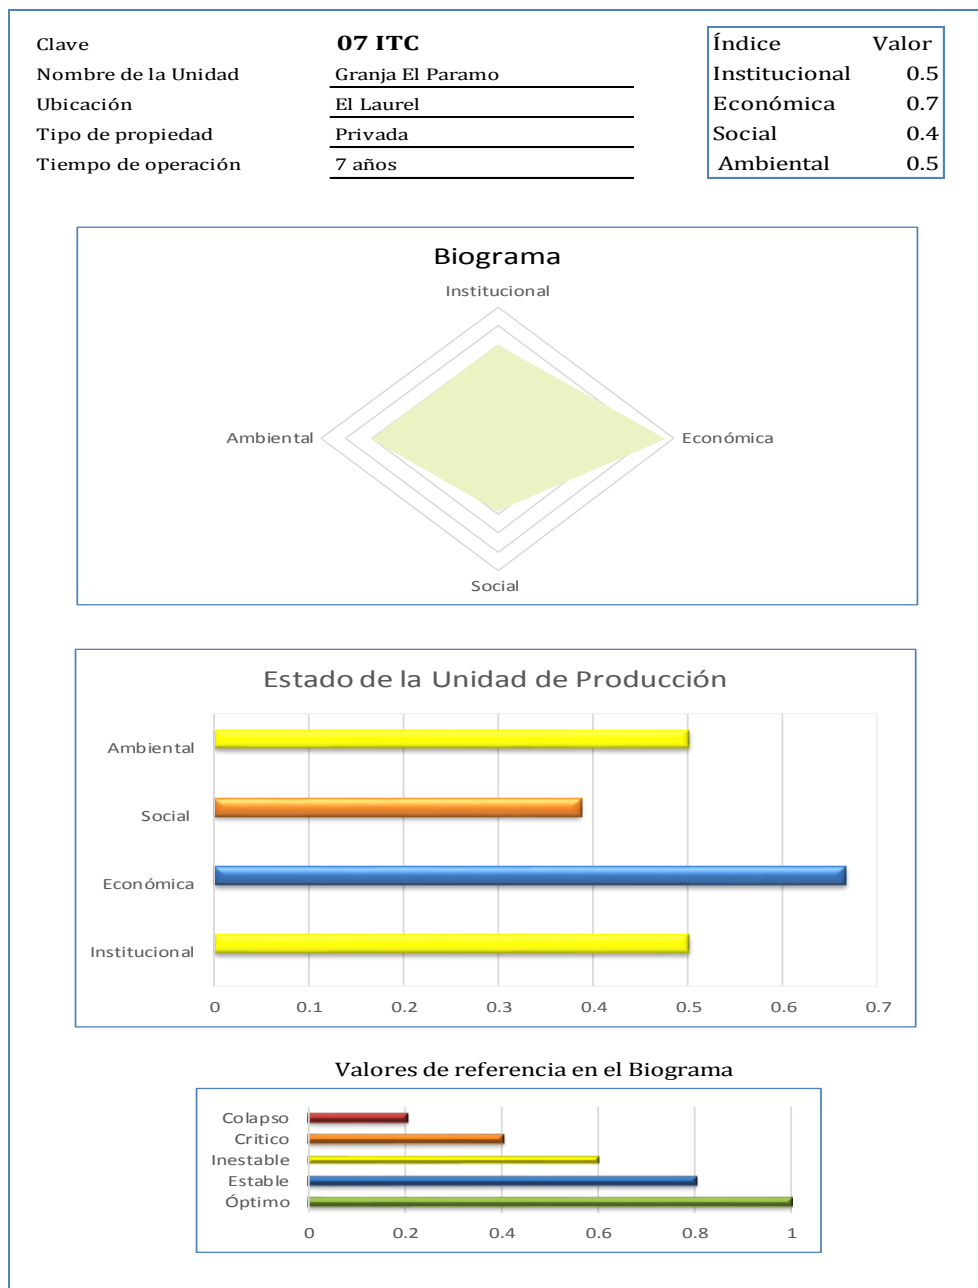 Clave 07 ITC
Nombre de la Unidad Granja El Paramo
Ubicación El Laurel
Tipo de propiedad Privada
Tiempo de operación 7 años
Índice Valor
Institucional 0.5
Económica 0.7
Social 0.4
Ambiental 0.5
Biograma
Institucional
Ambiental Económica
Social
Estado de la Unidad de Producción
Ambiental
Social
Económica
Institucional
0 0.1 0.2 0.3 0.4 0.5 0.6 0.7
Valores de referencia en el Biograma
Colapso
Critico
Inestable
Estable
Óptimo
0 0.2 0.4 0.6 0.8 1